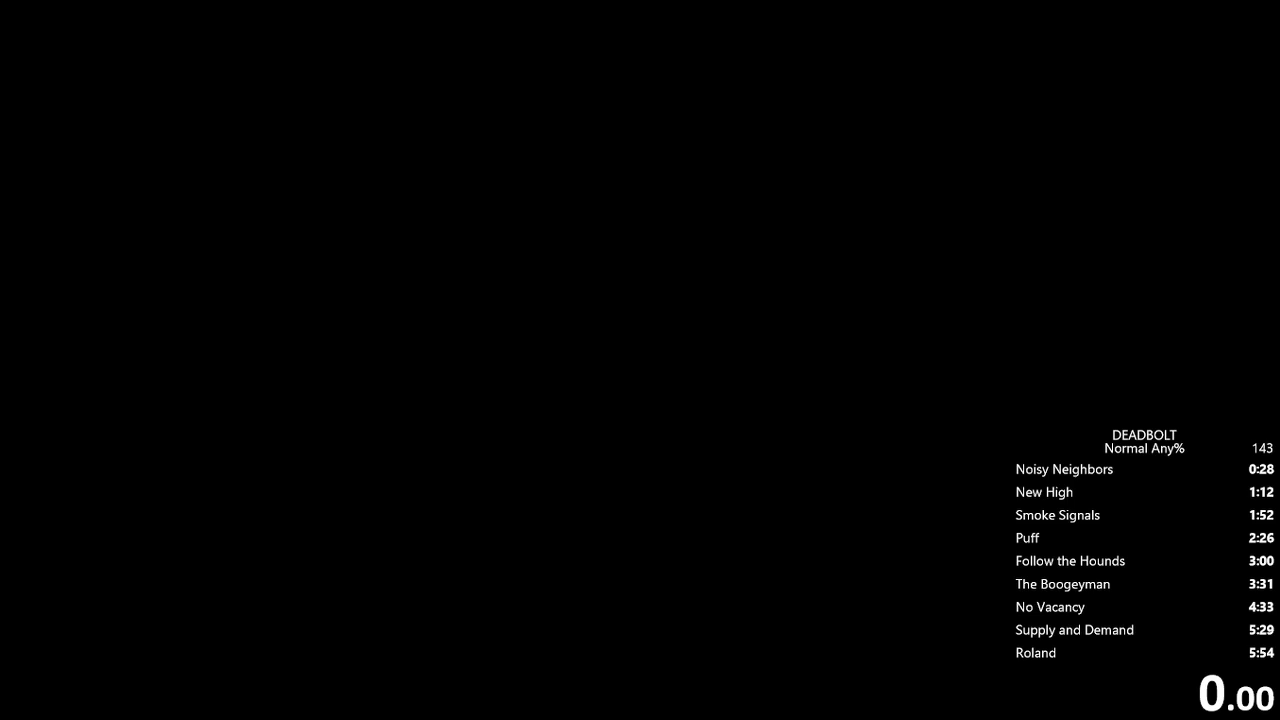 DEADBOLT
Normal Any% 143
Noisy Neighbors 0:28
New High 1:12
Smoke Signals 1:52
Puff 2:26
Follow the Hounds 3:00
The Boogeyman 3:31
No Vacancy 4:33
Supply and Demand 5:29
Roland 5:54
0.00